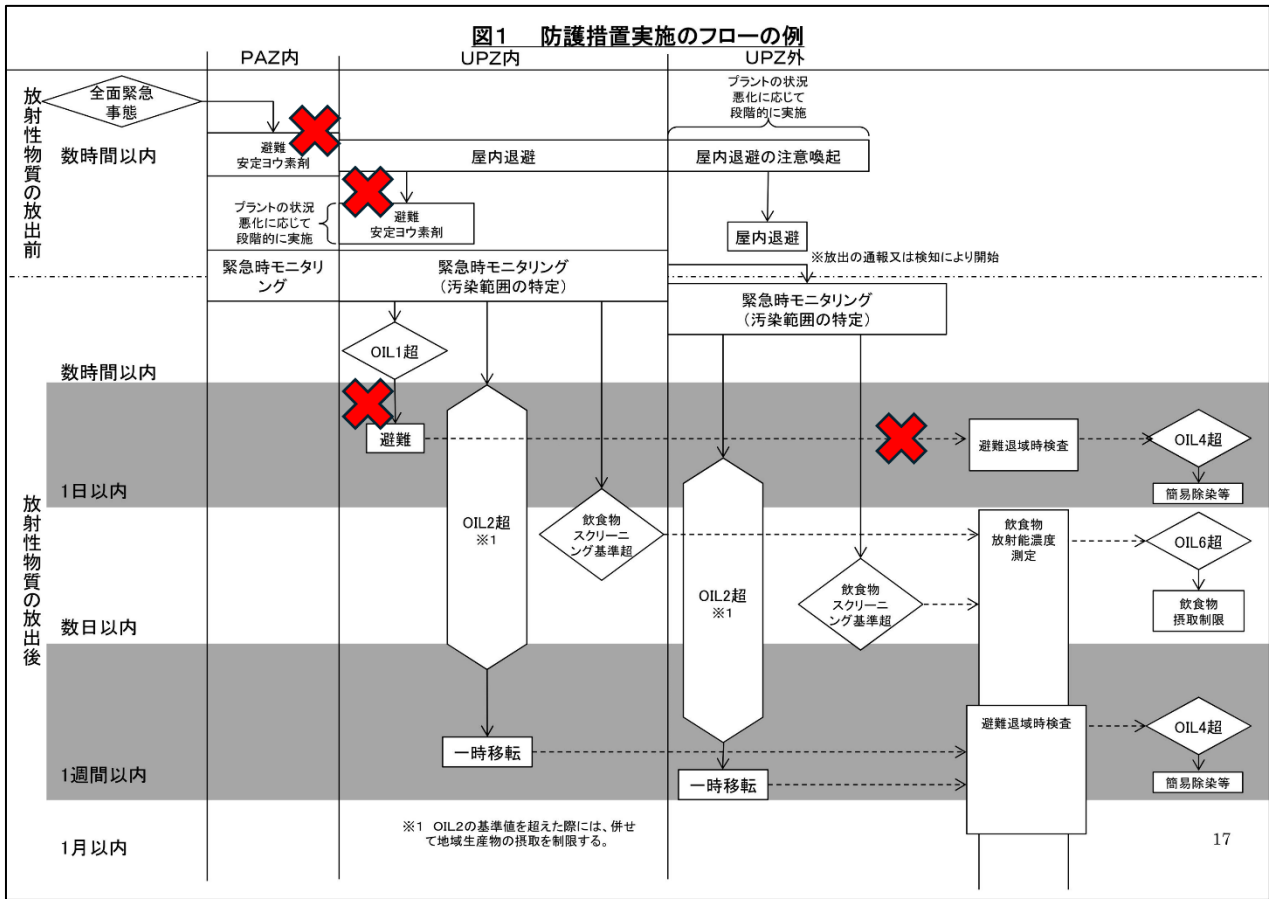 図1　防護措置実施のフローの例
PAZ内
UPZ内
UPZ外
放射性物質の放出前
全面緊急
事態
プラントの状況
悪化に応じて
段階的に実施
数時間以内
避難
安定ヨウ素剤
屋内退避
屋内退避の注意喚起
プラントの状況
悪化に応じて
段階的に実施
避難
安定ヨウ素剤
屋内退避
※放出の通報又は検知により開始
緊急時モニタリ
ング
緊急時モニタリング
(汚染範囲の特定)
緊急時モニタリング
(汚染範囲の特定)
放射性物質の放出後
OIL1超
数時間以内
避難
避難退域時検査
OIL4超
簡易除染等
1日以内
OIL2超
※1
飲食物
スクリーニ
ング基準超
OIL2超
※1
飲食物
スクリーニ
ング基準超
飲食物
放射能濃度
測定
OIL6超
飲食物
摂取制限
数日以内
一時移転
避難退域時検査
OIL4超
簡易除染等
1週間以内
一時移転
※1　OIL2の基準値を超えた際には、併せ
て地域生産物の摂取を制限する。
1月以内
17